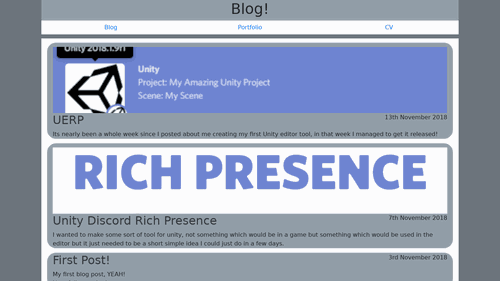 Blog!
Blog Portfolio CV
Unity 2018.1.9f1
Unity
Project: My Amazing Unity Project
Scene: My Scene
UERP
13th November 2018
Its nearly been a whole week since I posted about me creating my first Unity editor tool, in that week I managed to get it released!
RICH PRESENCE
Unity Discord Rich Presence
7th November 2018
I wanted to make some sort of tool for unity, not something which would be in a game but something which would be used in the
editor but it just needed to be a short simple idea I could just do in a few days.
First Post!
3rd November 2018
My first blog post, YEAH!